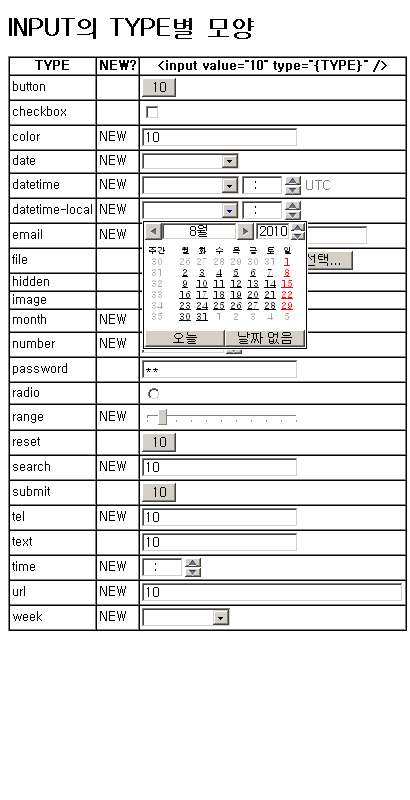 INPUT의 TYPE별 모양
TYPE NEW? <input value="10" type="{TYPE}" />
button 10
checkbox
color NEW 10
date NEW
datetime NEW : UTC
datetime-local NEW :
email NEW
8월 2010
file 선택...
주간 월 화 수 목 금 토 일
30 26 27 28 29 30 31 1
31 2 3 4 5 6 7 8
32 9 10 11 12 13 14 15
33 16 17 18 19 20 21 22
34 23 24 25 26 27 28 29
35 30 31 1 2 3 4 5
오늘 날짜 없음
hidden
image
month NEW
number NEW
password **
radio
range NEW
reset 10
search NEW 10
submit 10
tel NEW 10
text NEW 10
time NEW :
url NEW 10
week NEW